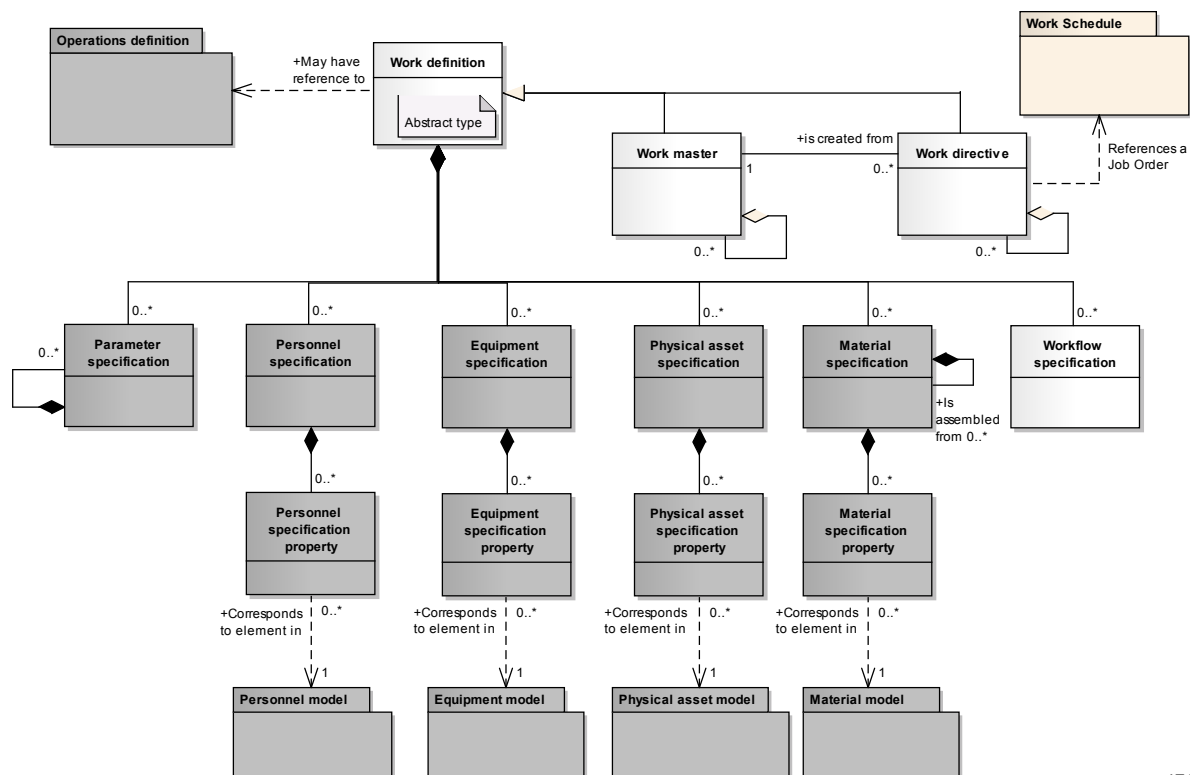 Operations definition
+May have
reference to
Work definition
Abstract type
Work Schedule
Work master
+is created from
1
0..*
Work directive
References a
Job Order
0..*
0..*
0..*
0..*
0..*
0..*
0..*
0..*
0..*
Parameter
specification
Personnel
specification
Equipment
specification
Physical asset
specification
Material
specification
Workflow
specification
+Is
assembled
from 0..*
0..*
0..*
0..*
0..*
Personnel
specification
property
Equipment
specification
property
Physical asset
specification
property
Material
specification
property
+Corresponds
to element in
0..*
+Corresponds
to element in
0..*
+Corresponds
to element in
0..*
+Corresponds
to element in
0..*
1
1
1
1
Personnel model
Equipment model
Physical asset model
Material model